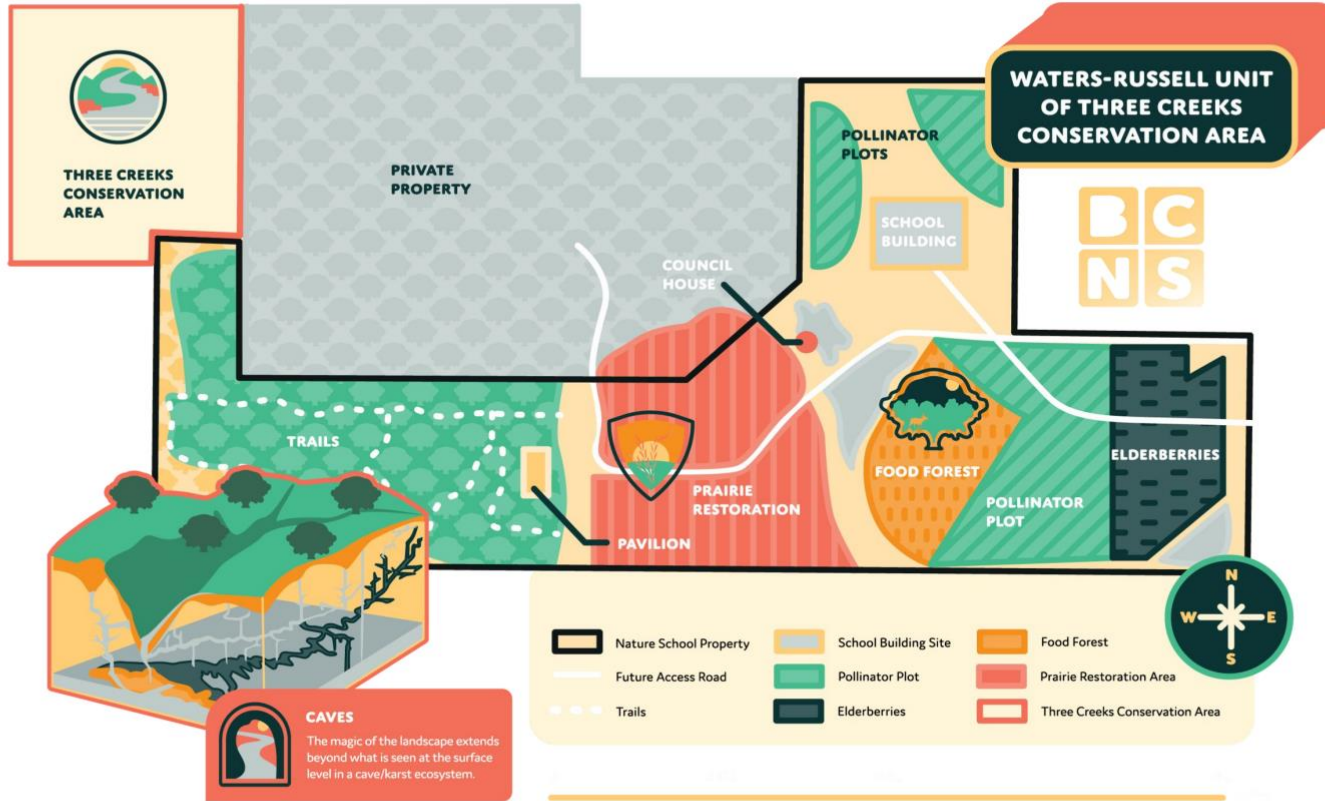 WATERS-RUSSELL UNIT
OF THREE CREEKS
CONSERVATION AREA
B C
N S
THREE CREEKS
CONSERVATION
AREA
PRIVATE
PROPERTY
POLLINATOR
PLOTS
SCHOOL
BUILDING
COUNCIL
HOUSE
TRAILS
FOOD FOREST
ELDERBERRIES
PRAIRIE
RESTORATION
POLLINATOR
PLOT
PAVILION
N
W E
S
Nature School Property
Future Access Road
Trails
School Building Site
Pollinator Plot
Elderberries
Food Forest
Prairie Restoration Area
Three Creeks Conservation Area
CAVES
The magic of the landscape extends
beyond what is seen at the surface
level in a cave/karst ecosystem.